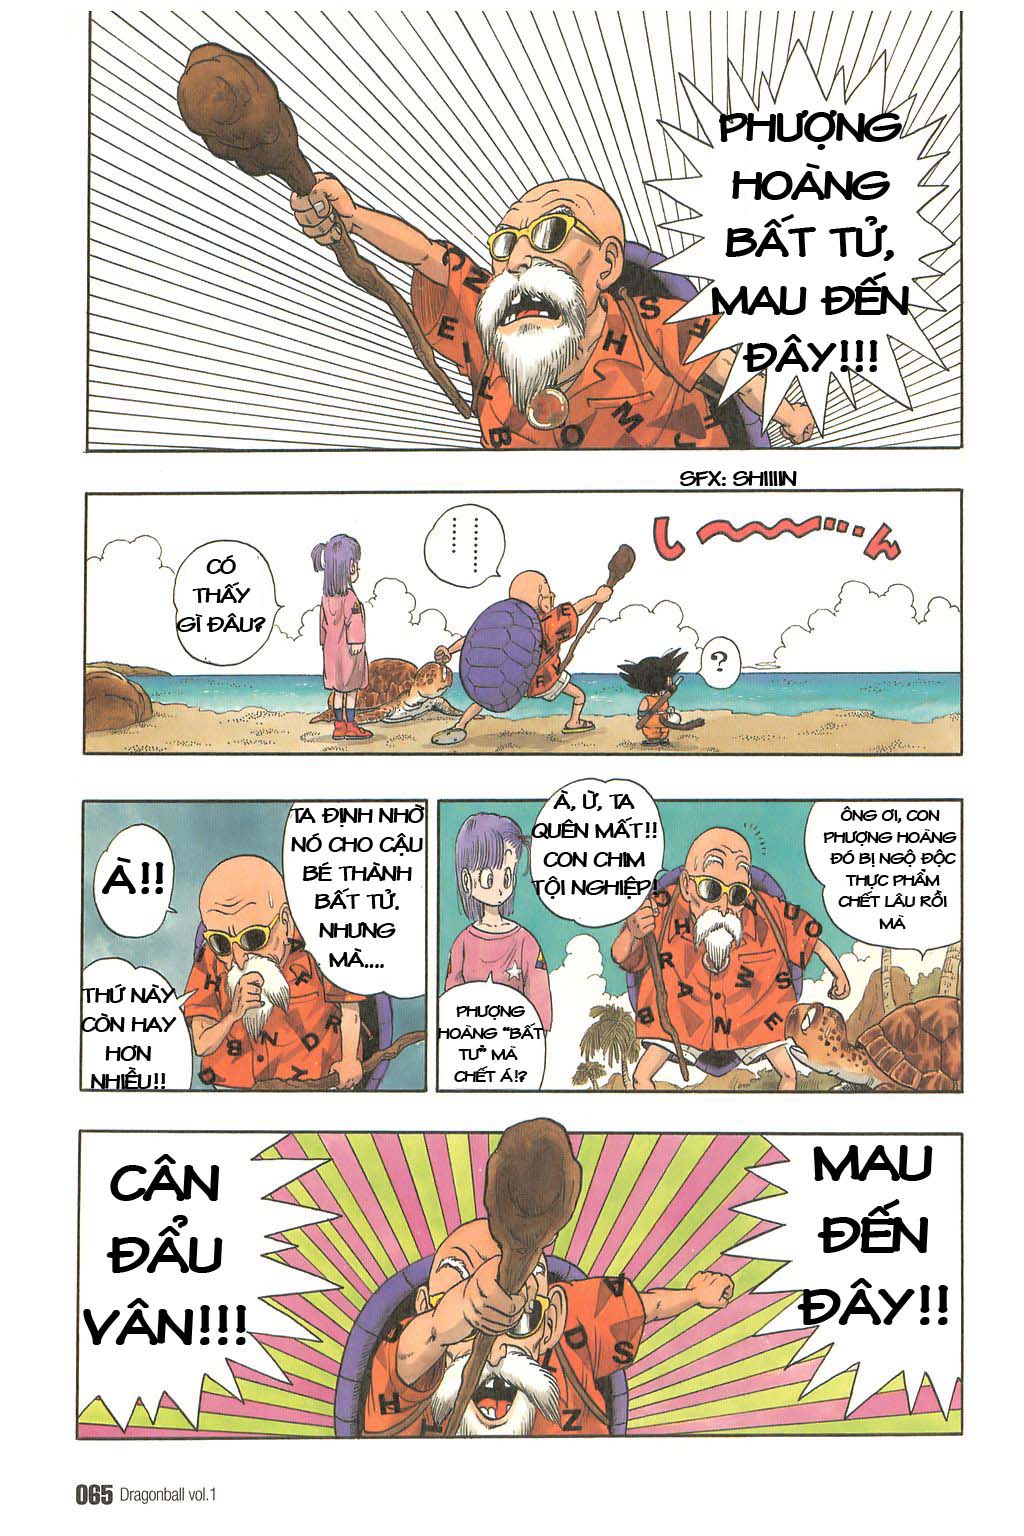 PHƯỢNG
HOÀNG
BẤT TỬ,
MAU ĐẾN
ĐÂY!!!
SFX: SHIIIIN
CÓ
THẤY
GÌ ĐÂU?
し～～～…ん
?
À!!
TA ĐỊNH NHỜ
NÓ CHO CẬU
BÉ THÀNH
BẤT TỬ,
NHƯNG
MÀ....
THỨ NÀY
CÒN HAY
HƠN
NHIỀU!!
À, Ừ, TA
QUÊN MẤT!!
CON CHIM
TỘI NGHIỆP!
ÔNG ƠI, CON
PHƯỢNG HOÀNG
ĐÓ BỊ NGỘ ĐỘC
THỰC PHẨM
CHẾT LÂU RỒI
MÀ
PHƯỢNG
HOÀNG "BẤT
TƯ" MÀ
CHẾT Á!?
CÂN
ĐẨU
VÂN!!!
MAU
ĐẾN
ĐÂY!!
065 Dragonball vol.1